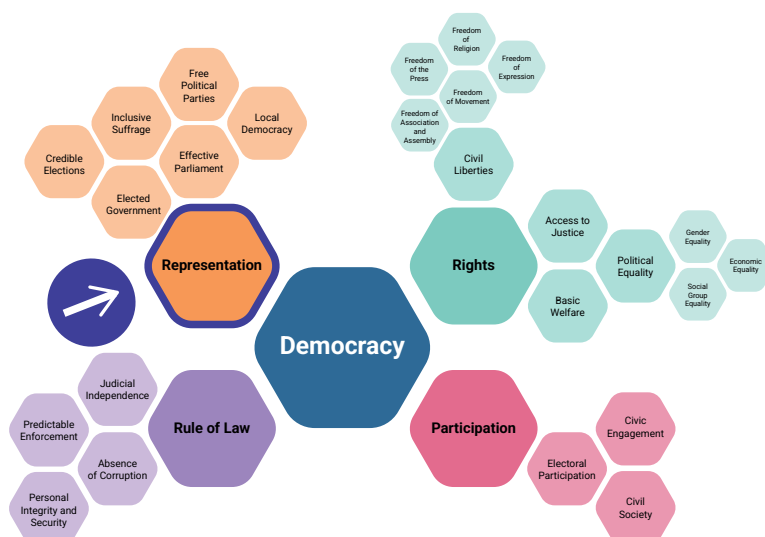 Free
Political
Parties
Inclusive
Suffrage
Local
Democracy
Credible
Elections
Effective
Parliament
Elected
Government
Representation
Freedom
of
Religion
Freedom
of the
Press
Freedom
of
Expression
Freedom
of Movement
Freedom of
Association
and
Assembly
Civil
Liberties
Rights
Access to
Justice
Basic
Welfare
Political
Equality
Gender
Equality
Economic
Equality
Social
Group
Equality
Democracy
Judicial
Independence
Predictable
Enforcement
Absence
of Corruption
Personal
Integrity and
Security
Rule of Law
Participation
Electoral
Participation
Civic
Engagement
Civil
Society